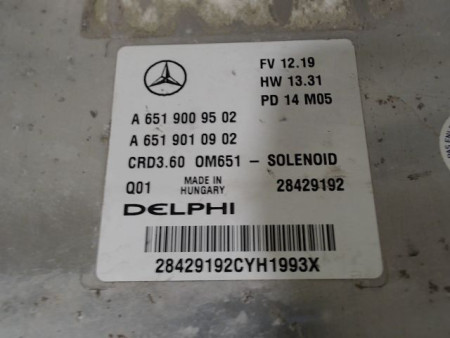 FV 12.19
HW 13.31
PD 14 M05
A 651 900 95 02
A 651 901 09 02
CRD3.60 OM651 - SOLENOID
Q01 MADE IN HUNGARY 28429192
DELPHI
28429192CYH1993X